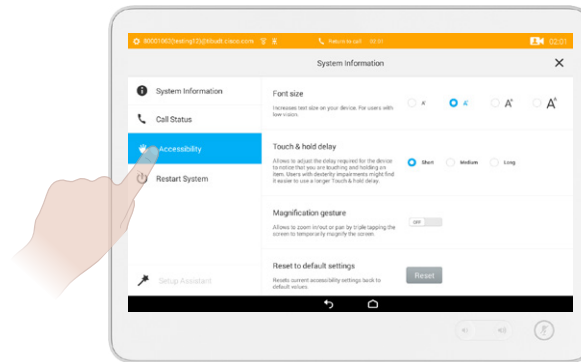 Return to call 02:01
02:01
System Information
System Information
Call Status
Accessibility
Restart System
Setup Assistant
Font size
Increases text size on your device. For users with
low vision.
A
A
A
A
Touch & hold delay
Allows to adjust the delay required for the device
to notice that you are touching and holding an
item. Users with dexterity impairments might find
it easier to use a longer Touch & hold delay.
Short
Medium
Long
Magnification gesture
Allows to zoom in/out or pan by triple tapping the
screen to temporarily magnify the screen.
OFF
Reset to default settings
Resets current accessibility settings back to
default values.
Reset